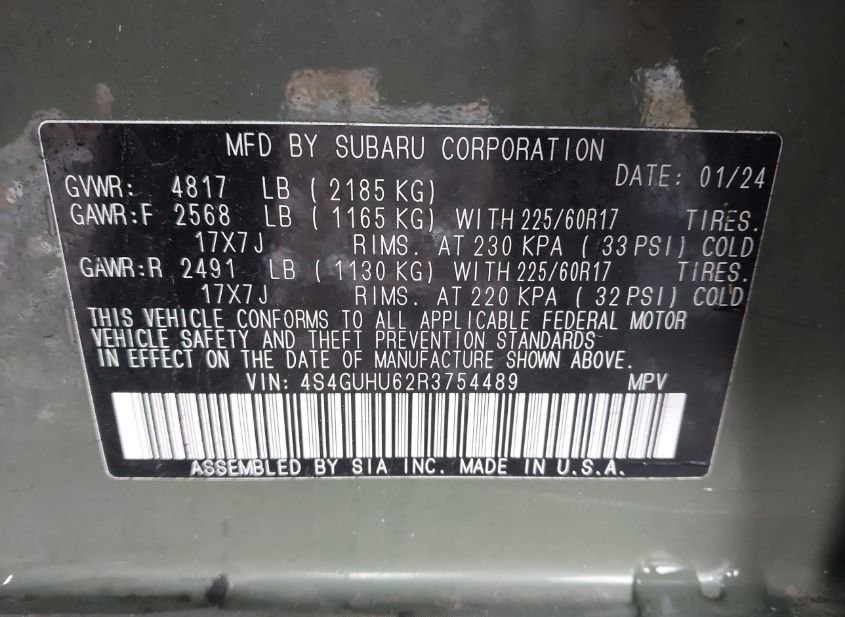 MFD BY SUBARU CORPORATION
DATE: 01/24
GVWR: 4817 LB ( 2185 KG)
GAWR:F 2568 LB ( 1165 KG) WITH 225/60R17 TIRES.
17X7J RIMS. AT 230 KPA ( 33 PSI) COLD
GAWR:R 2491 LB ( 1130 KG) WITH 225/60R17 TIRES.
17X7J RIMS. AT 220 KPA ( 32 PSI) COLD
THIS VEHICLE CONFORMS TO ALL APPLICABLE FEDERAL MOTOR
VEHICLE SAFETY AND THEFT PREVENTION STANDARDS
IN EFFECT ON THE DATE OF MANUFACTURE SHOWN ABOVE.
VIN: 4S4GUHU62R3754489 MPV
ASSEMBLED BY SIA INC. MADE IN U.S.A.